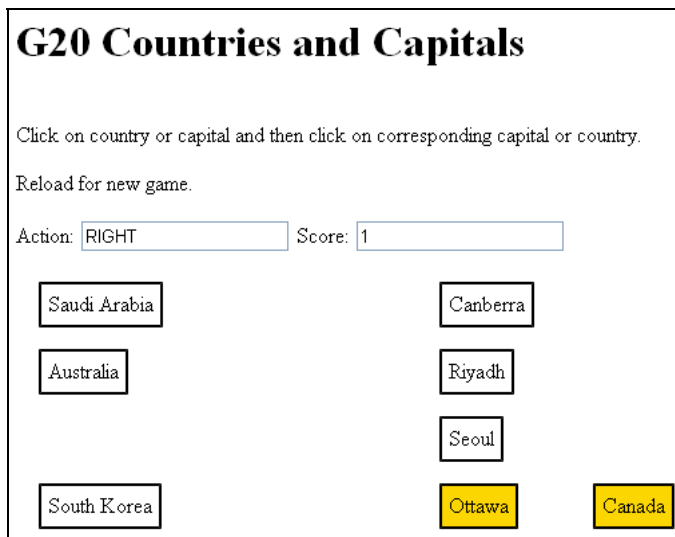 G20 Countries and Capitals
Click on country or capital and then click on corresponding capital or country.
Reload for new game.
Action: RIGHT Score: 1
Saudi Arabia Canberra
Australia Riyadh
Seoul
South Korea Ottawa Canada